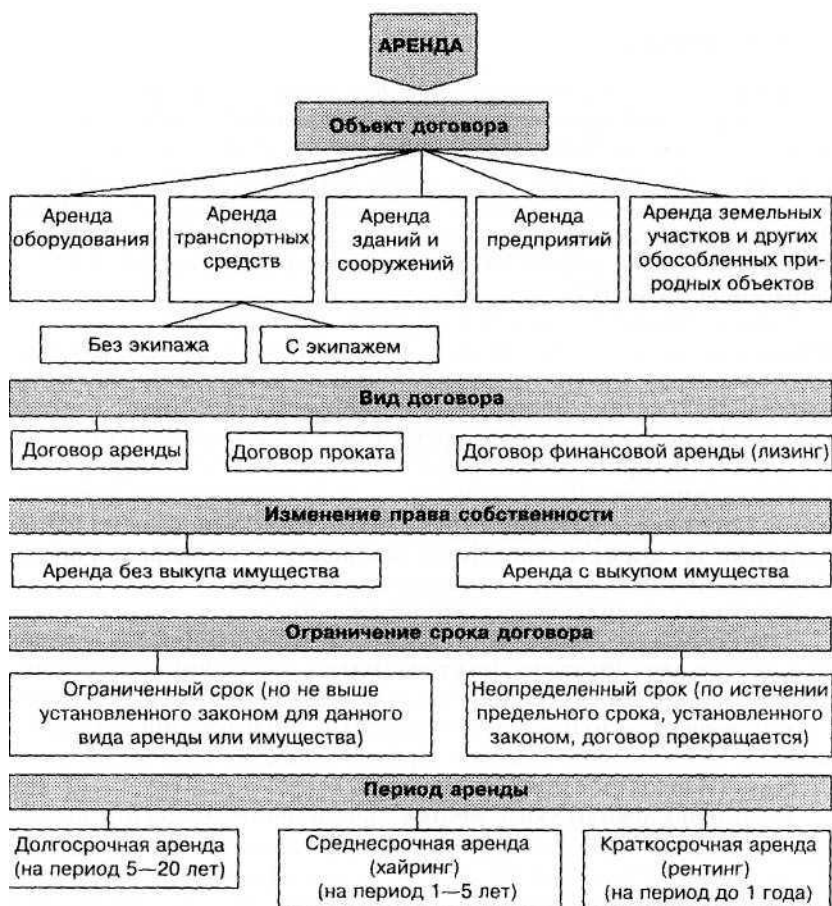 АРЕНДА
Объект договора
Аренда
оборудования
Аренда
транспортных
средств
Аренда
зданий и
сооружений
Аренда
предприятий
Аренда земельных
участков и других
обособленных при-
родных объектов
Без экипажа
С экипажем
Вид договора
Договор аренды
Договор проката
Договор финансовой аренды (лизинг)
Изменение права собственности
Аренда без выкупа имущества
Аренда с выкупом имущества
Ограничение срока договора
Ограниченный срок (но не выше
установленного законом для данного
вида аренды или имущества)
Неопределенный срок (по истечении
предельного срока, установленного
законом, договор прекращается)
Период аренды
Долгосрочная аренда
(на период 5—20 лет)
Среднесрочная аренда
(хайринг)
(на период 1—5 лет)
Краткосрочная аренда
(рентинг)
(на период до 1 года)